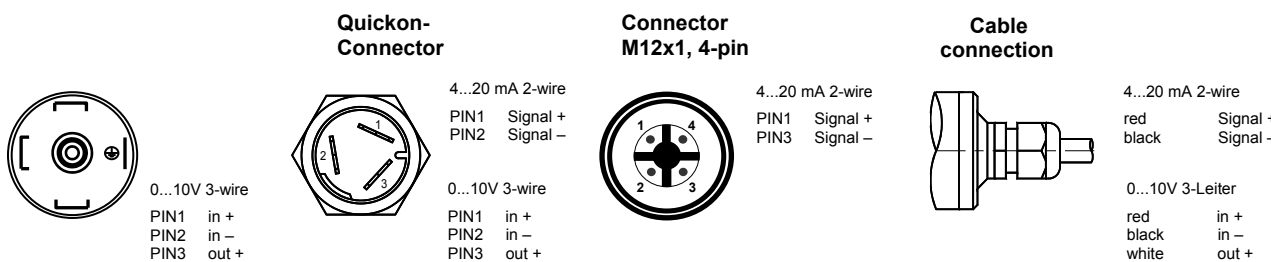 Quickon-
Connector
Connector
M12x1, 4-pin
Cable
connection
0...10V 3-wire
PIN1 in +
PIN2 in –
PIN3 out +
4...20 mA 2-wire
PIN1 Signal +
PIN2 Signal –
1
2
3
0...10V 3-wire
PIN1 in +
PIN2 in –
PIN3 out +
1 4
2 3
4...20 mA 2-wire
PIN1 Signal +
PIN3 Signal –
4...20 mA 2-wire
red Signal +
black Signal –
0...10V 3-Leiter
red in +
black in –
white out +